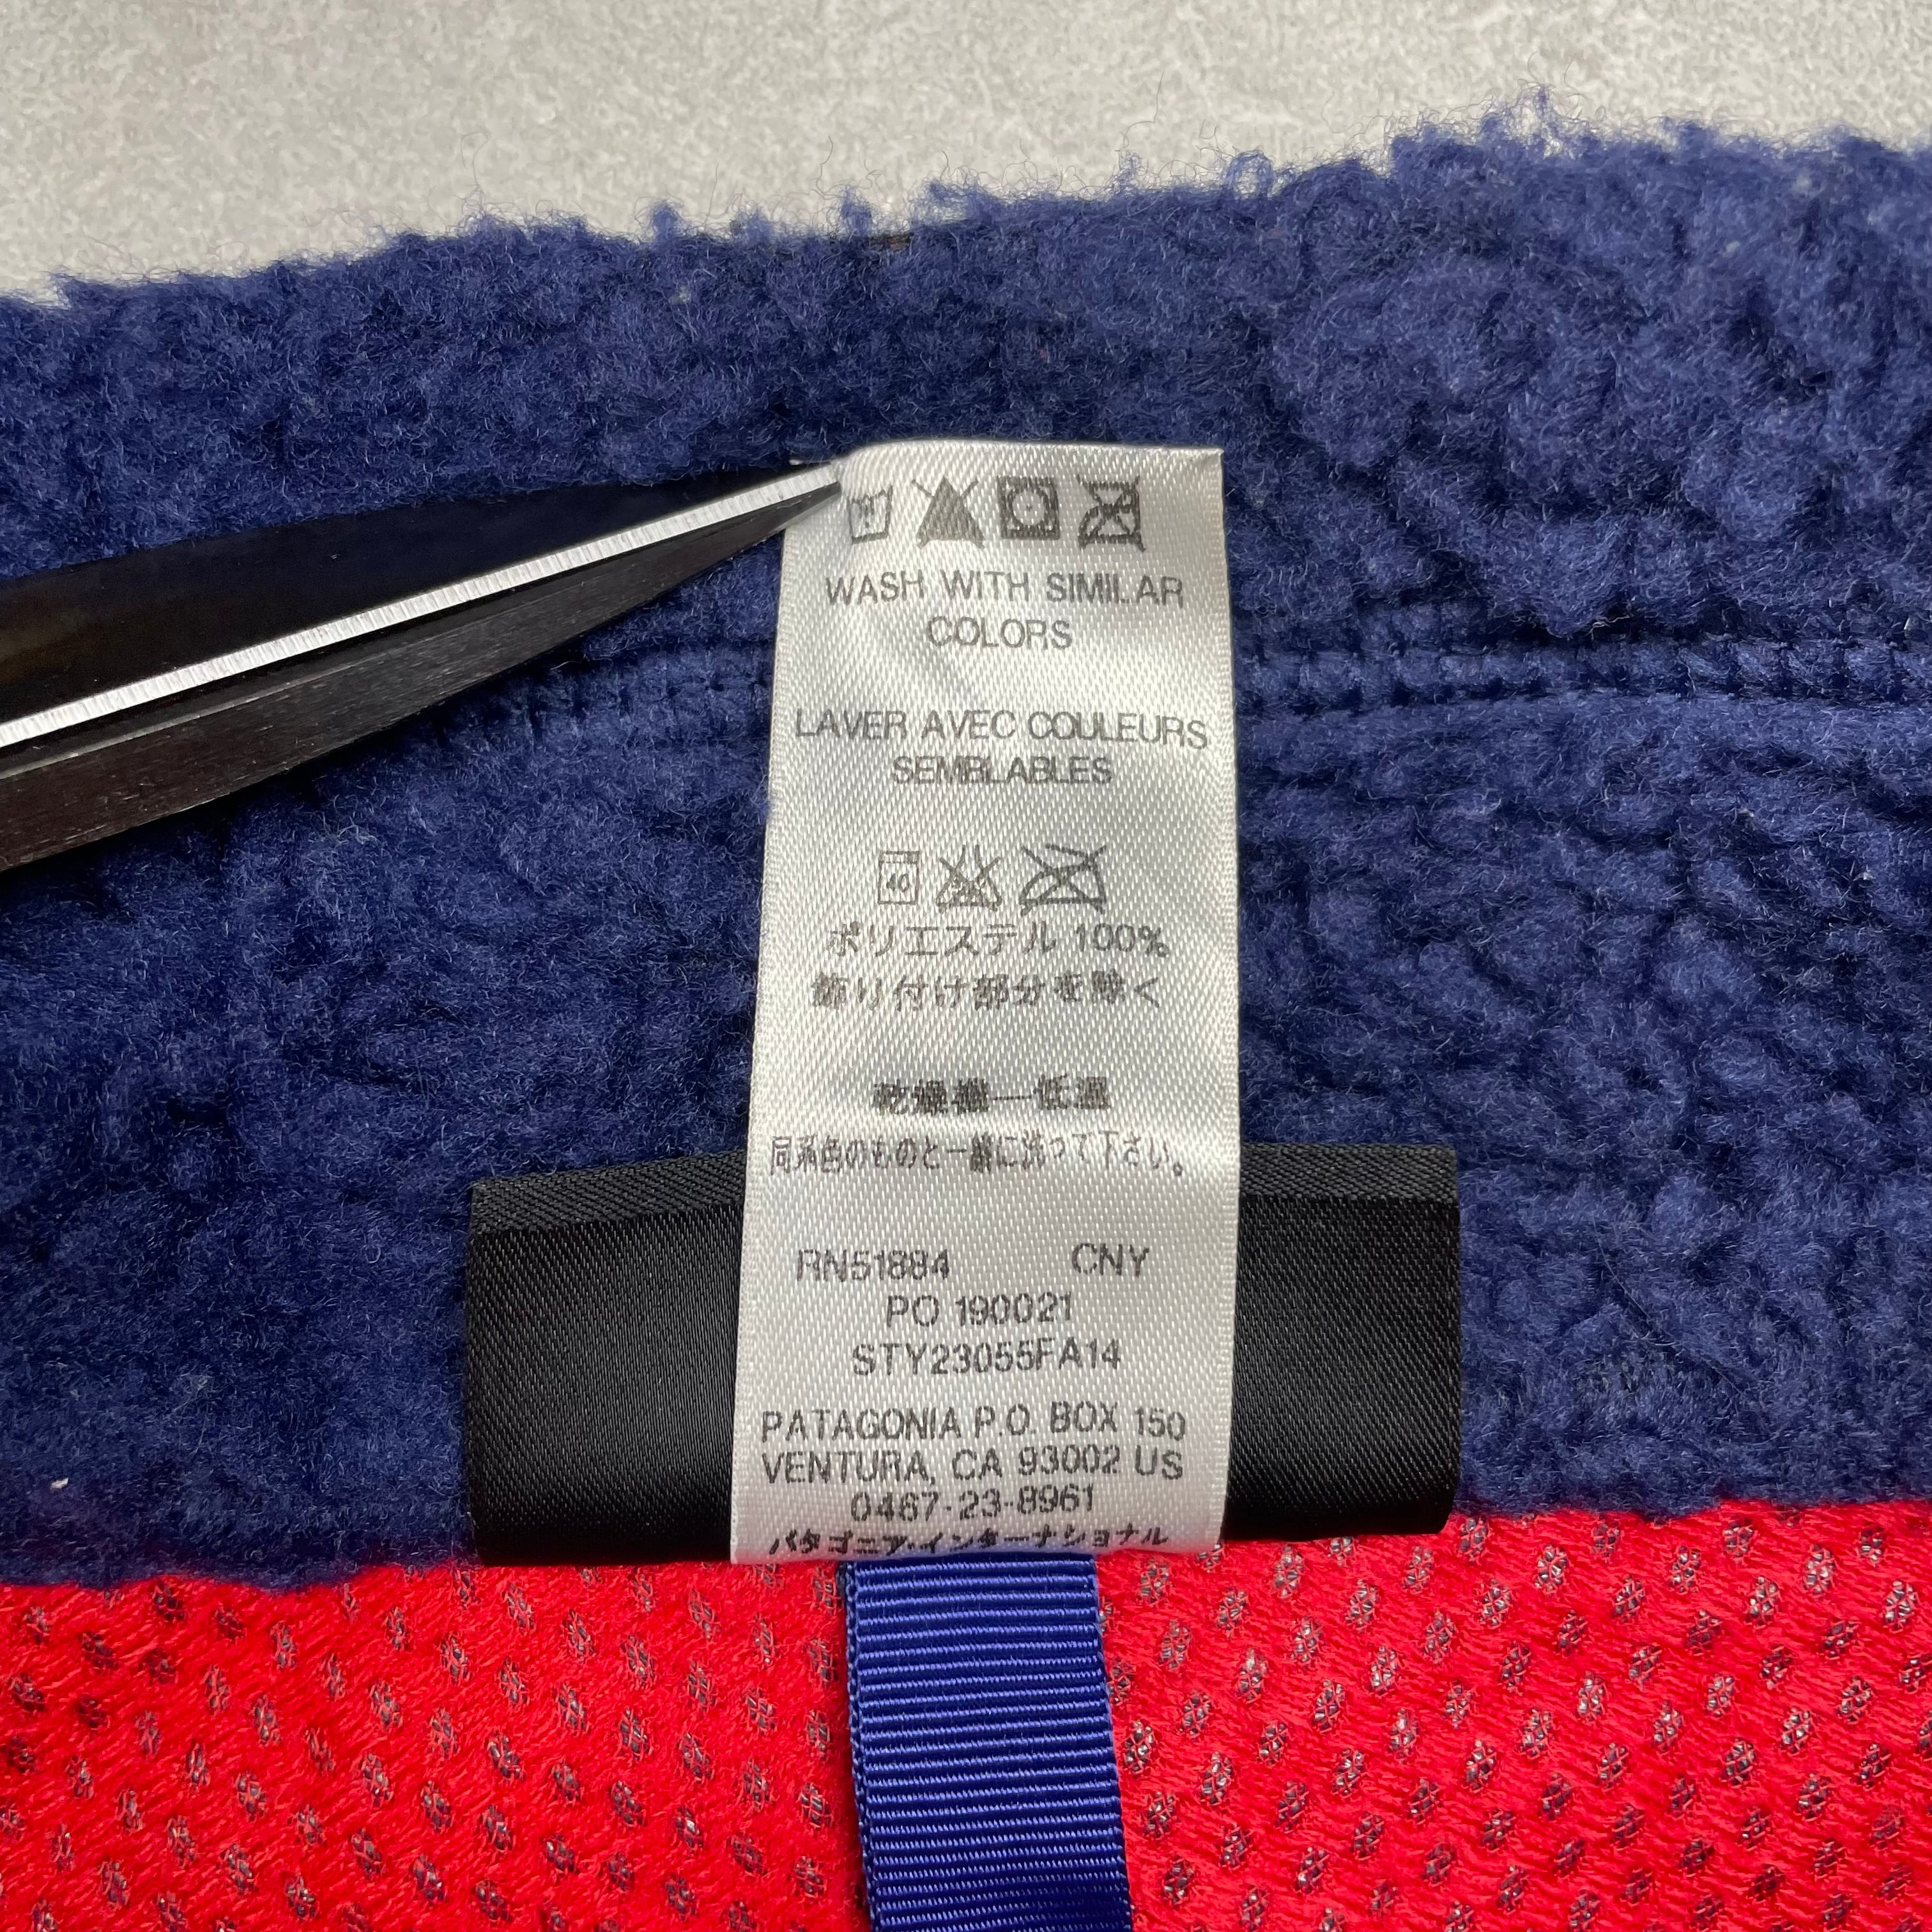 WASH WITH SIMILAR
COLORS
LAVER AVEC COULEURS
SEMBLABLES
40
ポリエステル 100%
飾り付け部分を除く
乾燥機―低温
同系色のものと一緒に洗って下さい。
RN51884 CNY
PO 190021
STY23055FA14
PATAGONIA P.O. BOX 150
VENTURA, CA 93002 US
0467-23-8961
パタゴニア・インターナショナル